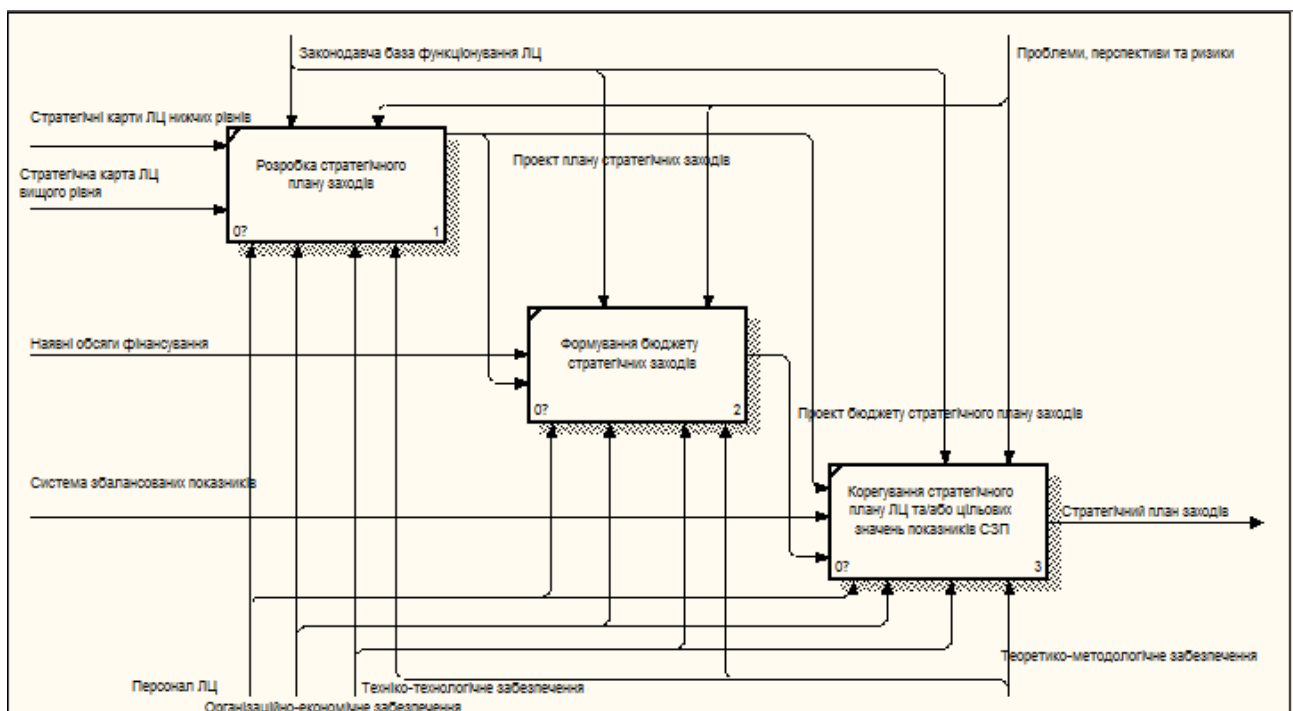 Законодавча база функціонування ЛЦ
Проблеми, перспективи та ризики
Стратегічні карти ЛЦ нижчих рівнів
Стратегічна карта ЛЦ
вищого рівня
Розробка стратегічного
плану заходів
0?
1
Проект плану стратегічних заходів
Наявні обсяги фінансування
Формування бюджету
стратегічних заходів
0?
2
Проект бюджету стратегічного плану заходів
Система збалансованих показників
Корегування стратегічного
плану ЛЦ та/або цільових
значень показників СЗП
0?
3
Стратегічний план заходів
Теоретико-методологічне забезпечення
Персонал ЛЦ
Техніко-технологічне забезпечення
Організаційно-економічне забезпечення